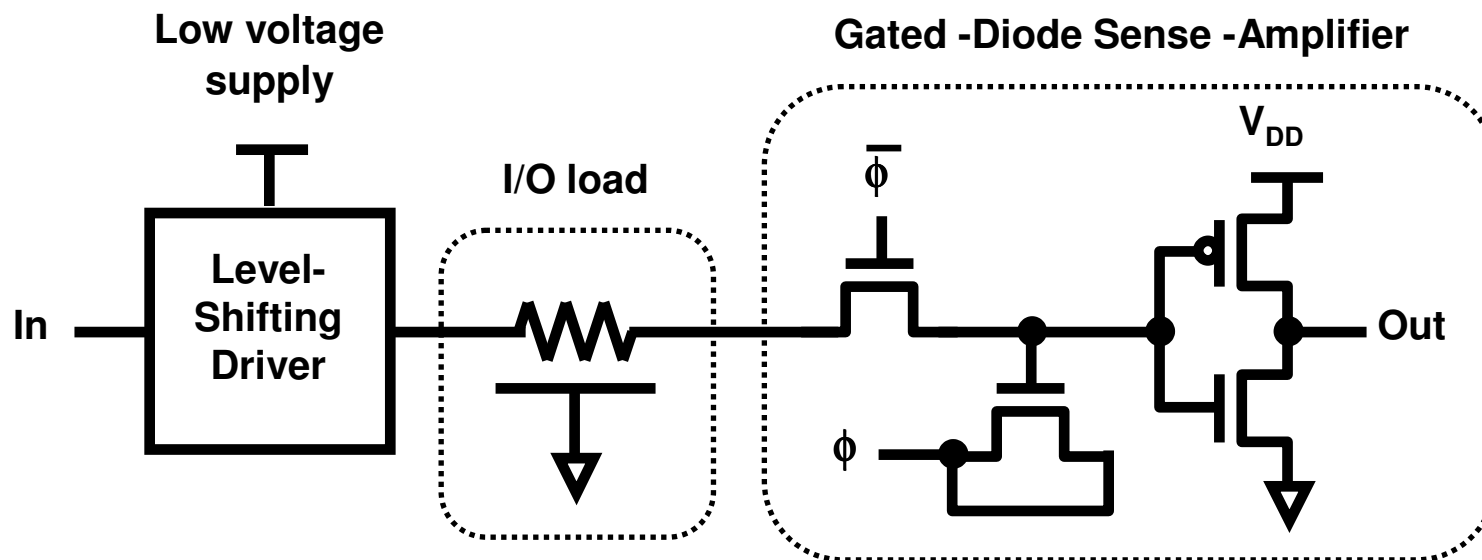 Low voltage
supply
Gated -Diode Sense -Amplifier
V_DD
ϕ̅
I/O load
Level-
Shifting
Driver
In
Out
ϕ